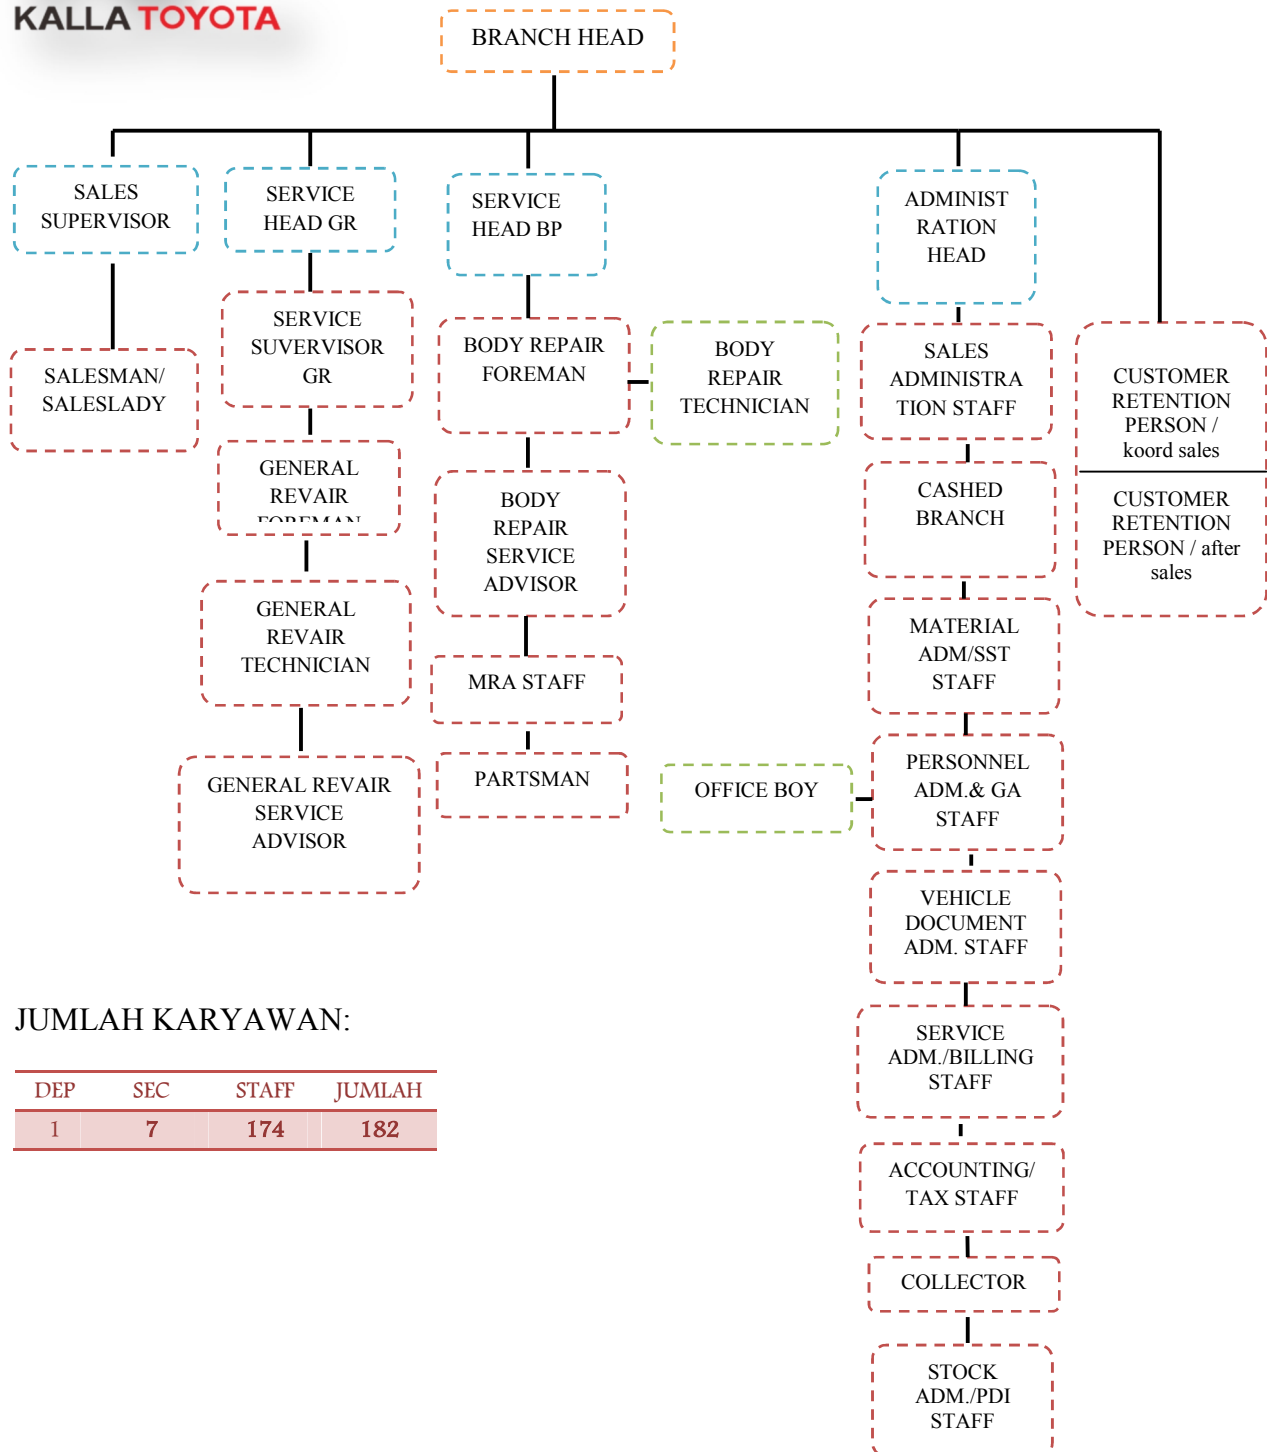 KALLA TOYOTA
BRANCH HEAD
SALES
SUPERVISOR
SALESMAN/
SALESLADY
SERVICE
HEAD GR
SERVICE
SUVERVISOR
GR
GENERAL
REVAIR
FOREMAN
GENERAL
REVAIR
TECHNICIAN
GENERAL REVAIR
SERVICE
ADVISOR
SERVICE
HEAD BP
BODY REPAIR
FOREMAN
BODY
REPAIR
TECHNICIAN
BODY
REPAIR
SERVICE
ADVISOR
MRA STAFF
PARTSMAN
ADMINIST
RATION
HEAD
SALES
ADMINISTRA
TION STAFF
CASHED
BRANCH
MATERIAL
ADM/SST
STAFF
PERSONNEL
ADM.& GA
STAFF
OFFICE BOY
VEHICLE
DOCUMENT
ADM. STAFF
SERVICE
ADM./BILLING
STAFF
ACCOUNTING/
TAX STAFF
COLLECTOR
STOCK
ADM./PDI
STAFF
CUSTOMER
RETENTION
PERSON /
koord sales
CUSTOMER
RETENTION
PERSON / after
sales
JUMLAH KARYAWAN:
DEP SEC STAFF JUMLAH
1 7 174 182